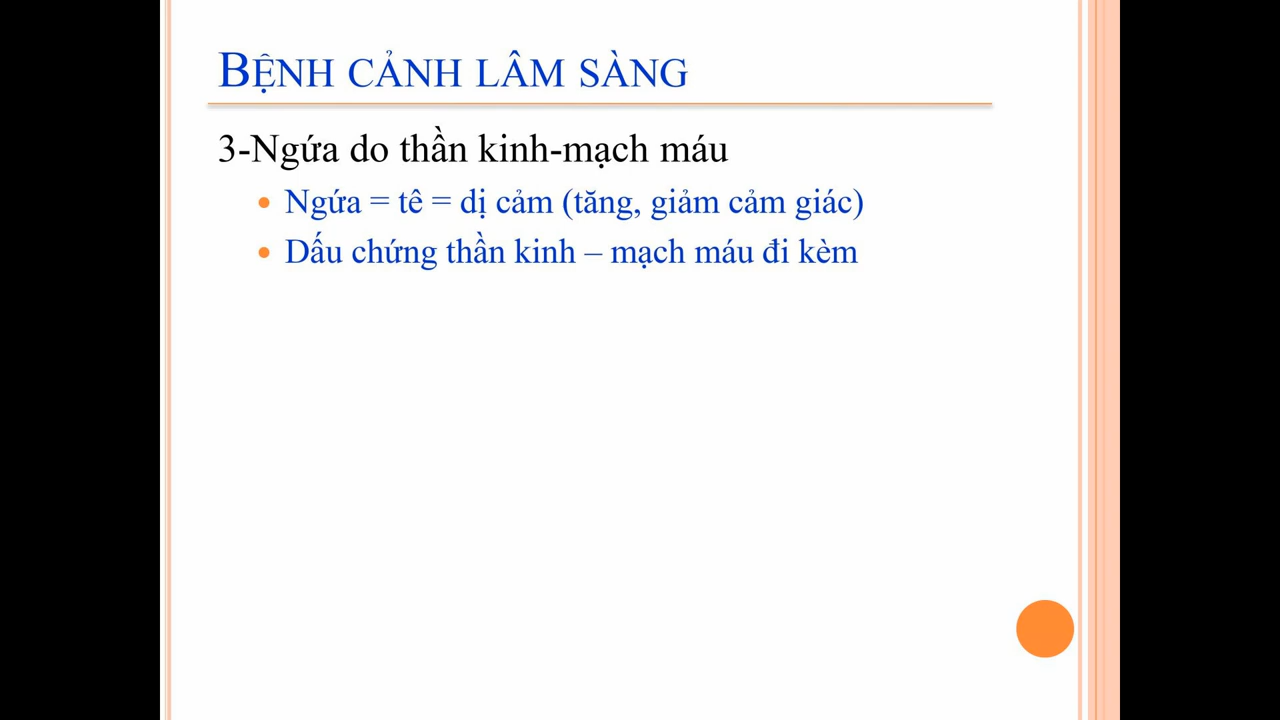 BỆNH CẢNH LÂM SÀNG
3-Ngứa do thần kinh-mạch máu
• Ngứa = tê = dị cảm (tăng, giảm cảm giác)
• Dấu chứng thần kinh – mạch máu đi kèm